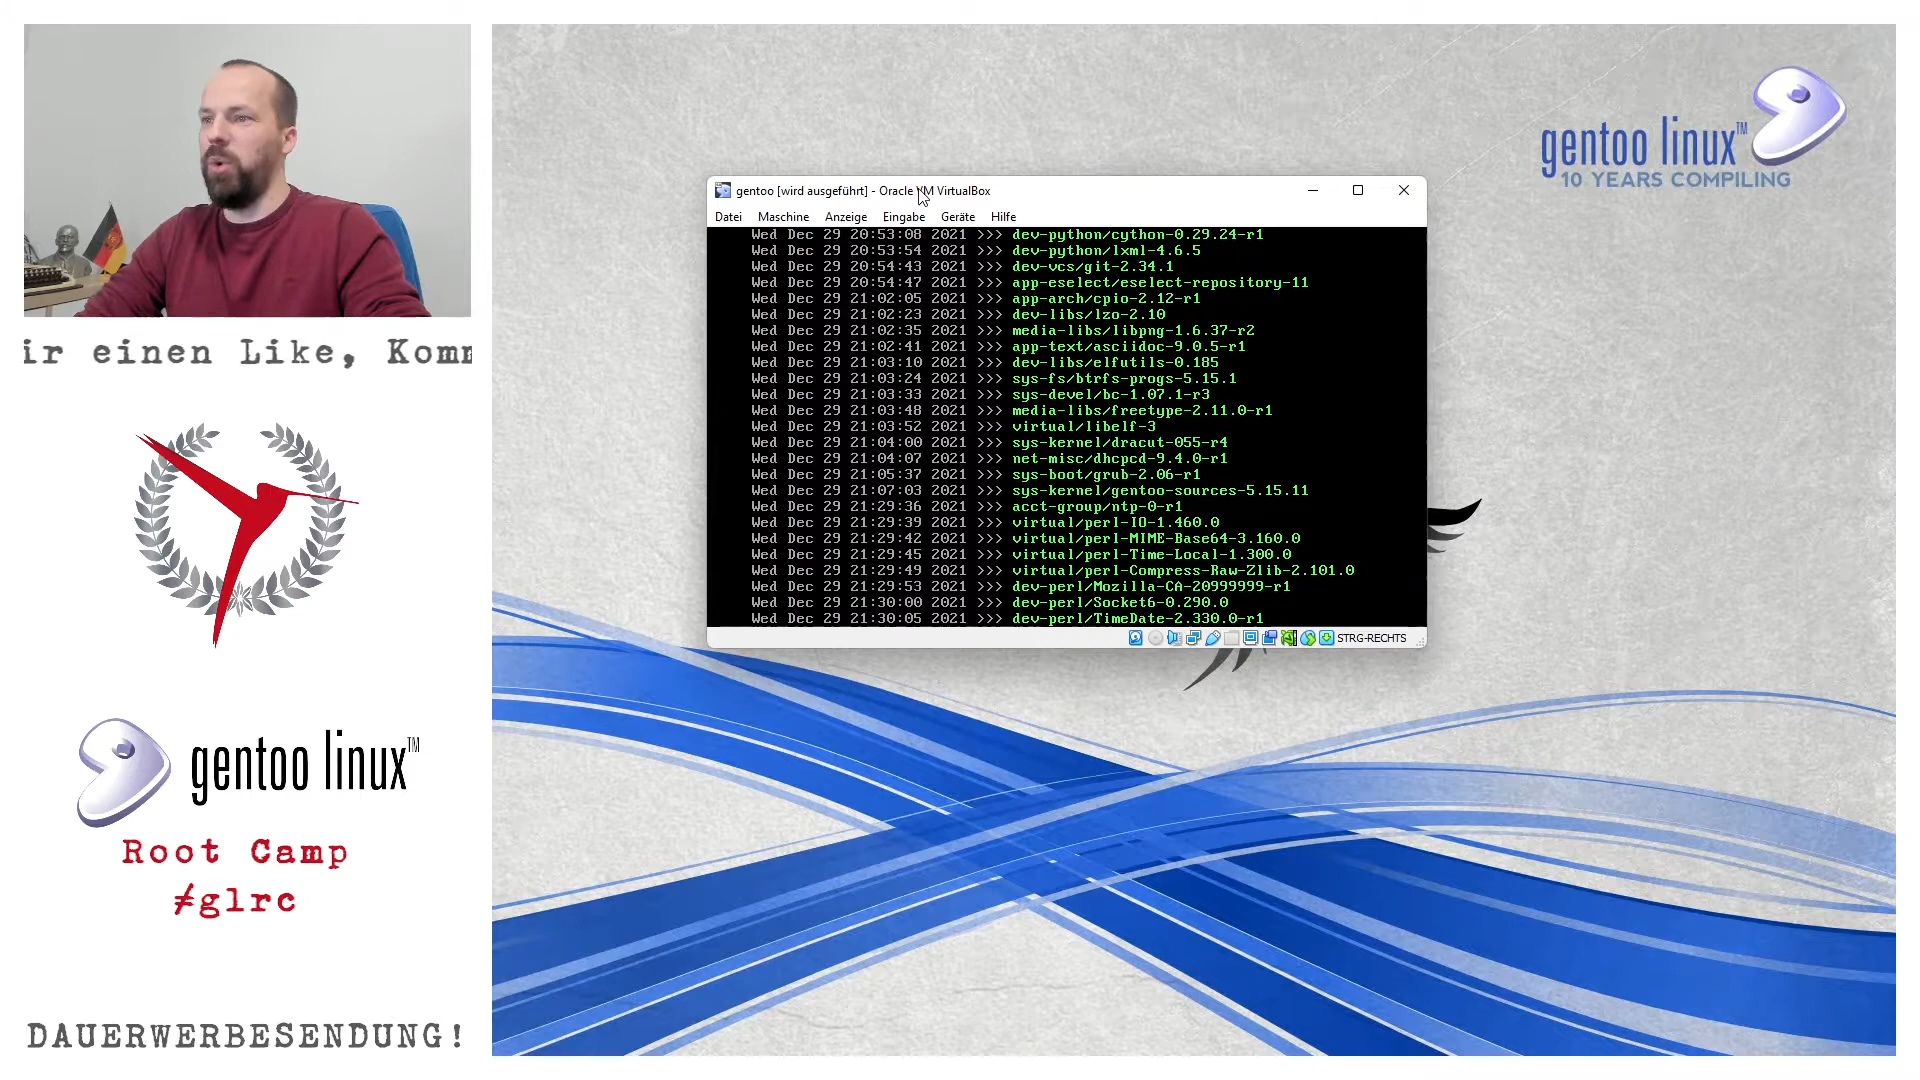 ir einen Like, Komm
gentoo linux™
Root Camp
≠glrc
DAUERWERBESENDUNG!
gentoo linux™
10 YEARS COMPILING
gentoo [wird ausgeführt] - Oracle VM VirtualBox
Datei Maschine Anzeige Eingabe Geräte Hilfe
Wed Dec 29 20:53:08 2021 >>> dev-python/cython-0.29.24-r1
Wed Dec 29 20:53:54 2021 >>> dev-python/lxml-4.6.5
Wed Dec 29 20:54:43 2021 >>> dev-vcs/git-2.34.1
Wed Dec 29 20:54:47 2021 >>> app-eselect/eselect-repository-11
Wed Dec 29 21:02:05 2021 >>> app-arch/cpio-2.12-r1
Wed Dec 29 21:02:23 2021 >>> dev-libs/lzo-2.10
Wed Dec 29 21:02:35 2021 >>> media-libs/libpng-1.6.37-r2
Wed Dec 29 21:02:41 2021 >>> app-text/asciidoc-9.0.5-r1
Wed Dec 29 21:03:10 2021 >>> dev-libs/elfutils-0.185
Wed Dec 29 21:03:24 2021 >>> sys-fs/btrfs-progs-5.15.1
Wed Dec 29 21:03:33 2021 >>> sys-devel/bc-1.07.1-r3
Wed Dec 29 21:03:48 2021 >>> media-libs/freetype-2.11.0-r1
Wed Dec 29 21:03:52 2021 >>> virtual/libelf-3
Wed Dec 29 21:04:00 2021 >>> sys-kernel/dracut-055-r4
Wed Dec 29 21:04:07 2021 >>> net-misc/dhcpcd-9.4.0-r1
Wed Dec 29 21:05:37 2021 >>> sys-boot/grub-2.06-r1
Wed Dec 29 21:07:03 2021 >>> sys-kernel/gentoo-sources-5.15.11
Wed Dec 29 21:29:36 2021 >>> acct-group/ntp-0-r1
Wed Dec 29 21:29:39 2021 >>> virtual/perl-IO-1.460.0
Wed Dec 29 21:29:42 2021 >>> virtual/perl-MIME-Base64-3.160.0
Wed Dec 29 21:29:45 2021 >>> virtual/perl-Time-Local-1.300.0
Wed Dec 29 21:29:49 2021 >>> virtual/perl-Compress-Raw-Zlib-2.101.0
Wed Dec 29 21:29:53 2021 >>> dev-perl/Mozilla-CA-20999999-r1
Wed Dec 29 21:30:00 2021 >>> dev-perl/Socket6-0.290.0
Wed Dec 29 21:30:05 2021 >>> dev-perl/TimeDate-2.330.0-r1
STRG-RECHTS